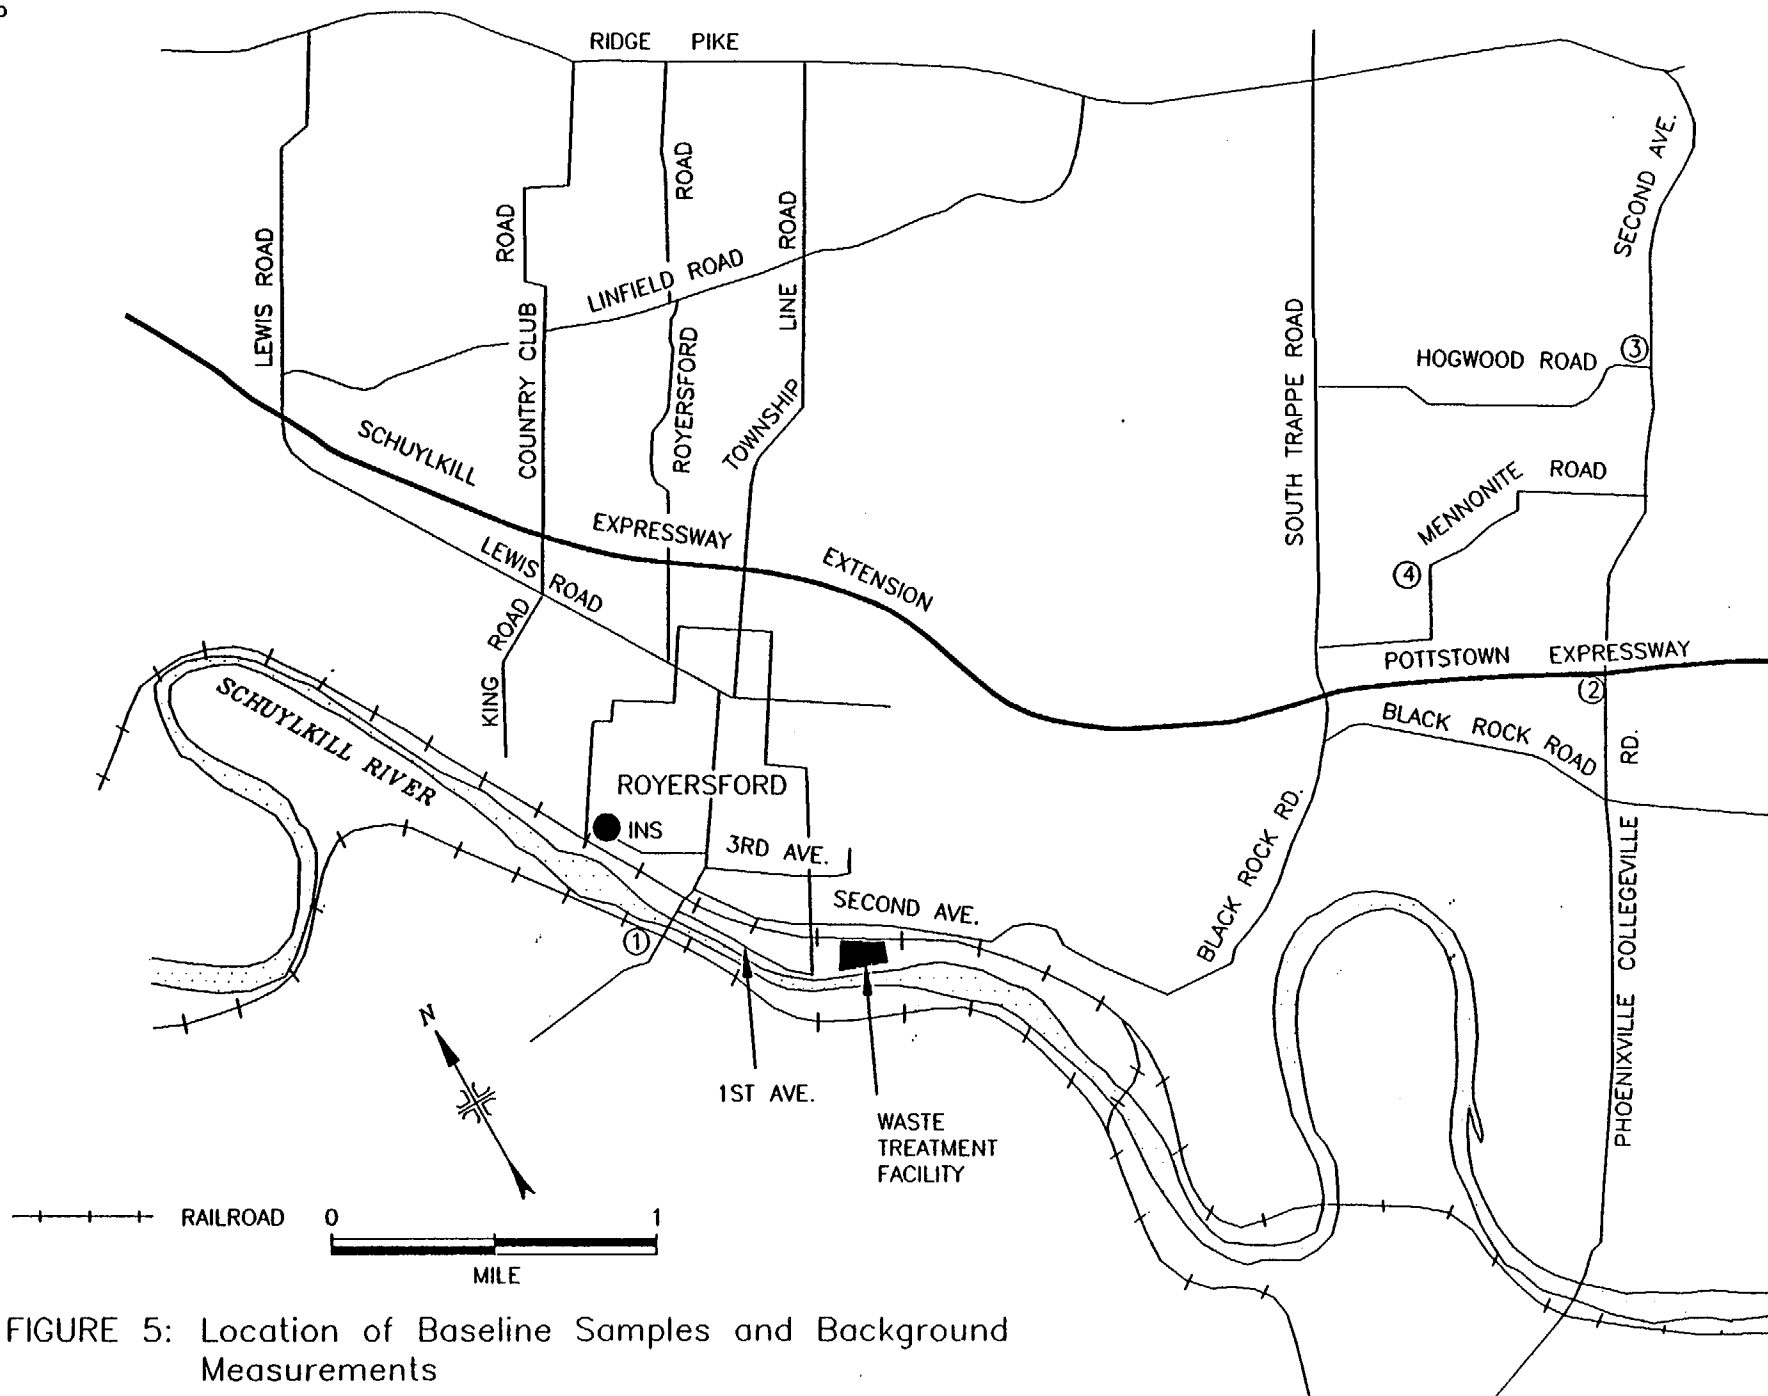 RIDGE PIKE
SECOND AVE.
ROAD
LINE ROAD
ROAD
LEWIS ROAD
LINFIELD ROAD
COUNTRY CLUB
ROYERSFORD
TOWNSHIP
SOUTH TRAPPE ROAD
3
HOGWOOD ROAD
SCHUYLKILL
EXPRESSWAY
EXTENSION
MENNONITE ROAD
4
LEWIS ROAD
KING ROAD
POTTSTOWN EXPRESSWAY
2
BLACK ROCK ROAD
SCHUYLKILL RIVER
ROYERSFORD
INS
3RD AVE.
SECOND AVE.
BLACK ROCK RD.
PHOENIXVILLE COLLEGEVILLE RD.
1
N
1ST AVE.
WASTE
TREATMENT
FACILITY
RAILROAD
0 1
MILE
FIGURE 5: Location of Baseline Samples and Background
Measurements